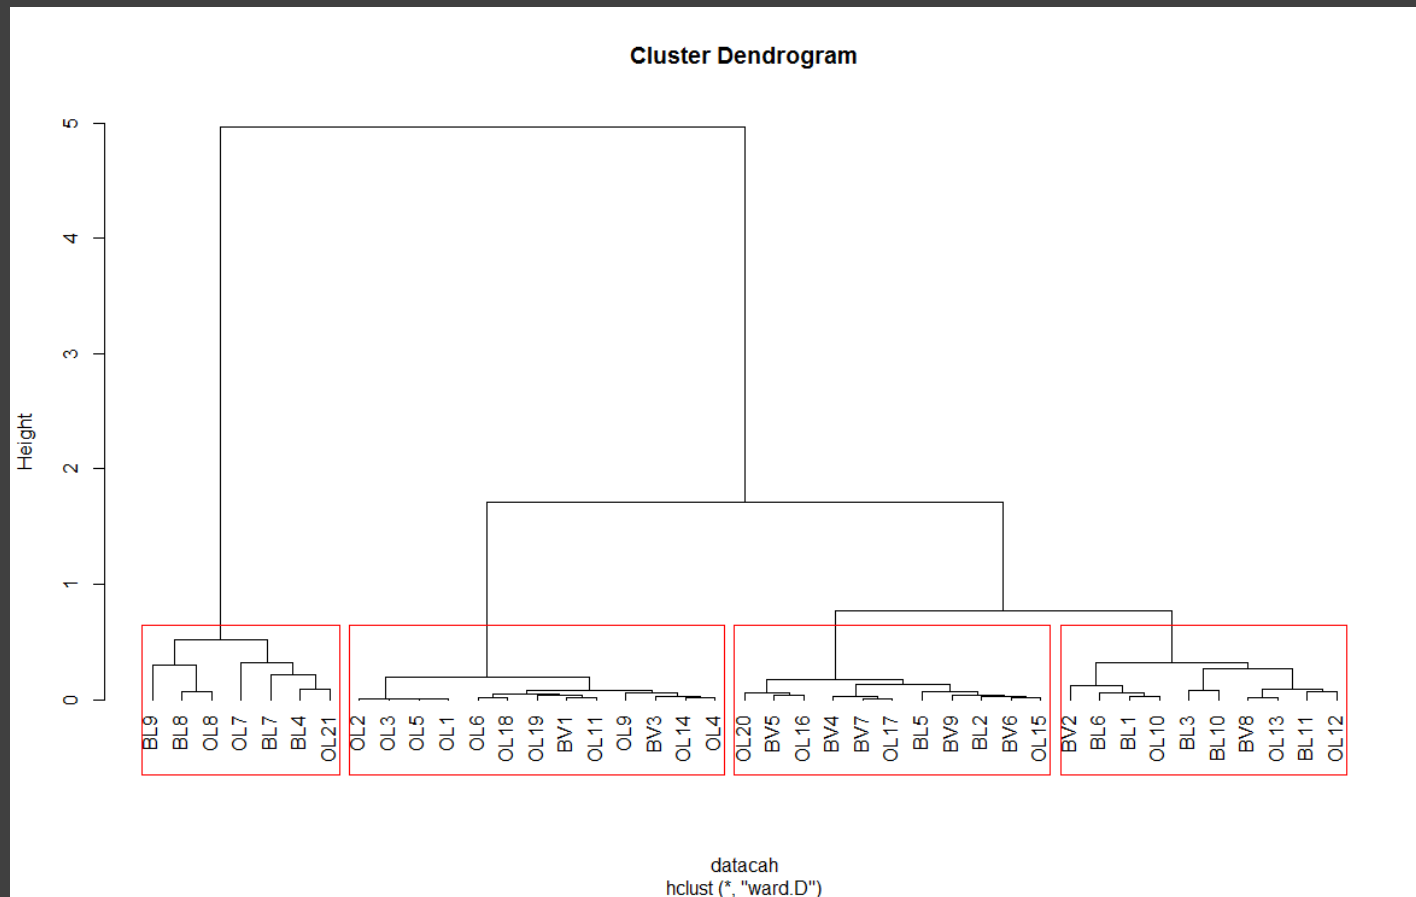 Cluster Dendrogram
5
4
3
2
1
0
Height
BL9
BL8
OL8
OL7
BL7
BL4
OL21
OL2
OL3
OL5
OL1
OL6
OL18
OL19
BV1
OL11
OL9
BV3
OL14
OL4
OL20
BV5
OL16
BV4
BV7
OL17
BL5
BV9
BL2
BV6
OL15
BV2
BL6
BL1
OL10
BL3
BL10
BV8
OL13
BL11
OL12
datacah
hclust (*, "ward.D")